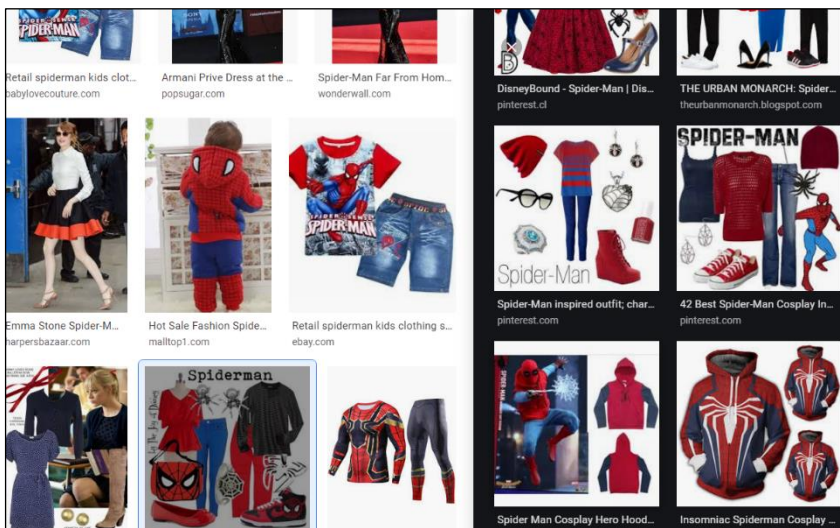 SPIDER-MAN
Retail spiderman kids clot...
babylovecouture.com
Armani Prive Dress at the ...
popsugar.com
Spider-Man Far From Hom...
wonderwall.com
DisneyBound - Spider-Man | Dis...
pinterest.cl
THE URBAN MONARCH: Spider...
theurbanmonarch.blogspot.com
SPIDER-MAN
Spider-Man
Emma Stone Spider-M...
harpersbazaar.com
Hot Sale Fashion Spide...
malltop1.com
Retail spiderman kids clothing s...
ebay.com
Spider-Man inspired outfit; char...
pinterest.com
42 Best Spider-Man Cosplay In...
pinterest.com
SPIDER-MAN
Spiderman
Spider Man Cosplay Hero Hood...
Insomniac Spiderman Cosplay ...